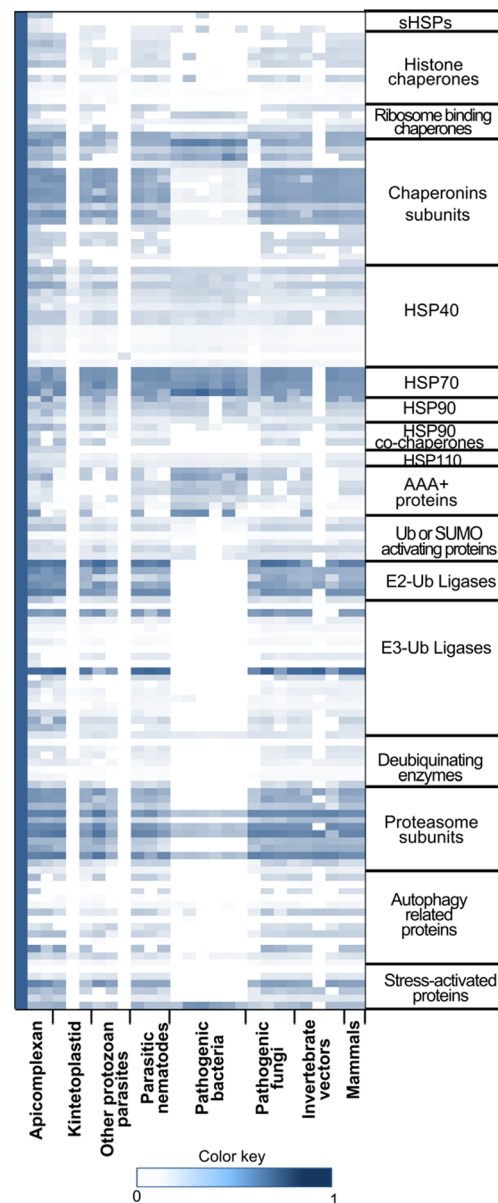 sHSPs
Histone
chaperones
Ribosome binding
chaperones
Chaperonins
subunits
HSP40
HSP70
HSP90
HSP90
co-chaperones
HSP110
AAA+
proteins
Ub or SUMO
activating proteins
E2-Ub Ligases
E3-Ub Ligases
Deubiquinating
enzymes
Proteasome
subunits
Autophagy
related
proteins
Stress-activated
proteins
Apicomplexan
Kintetoplastid
Other protozoan
parasites
Parasitic
nematodes
Pathogenic
bacteria
Pathogenic
fungi
Invertebrate
vectors
Mammals
Color key
0
1